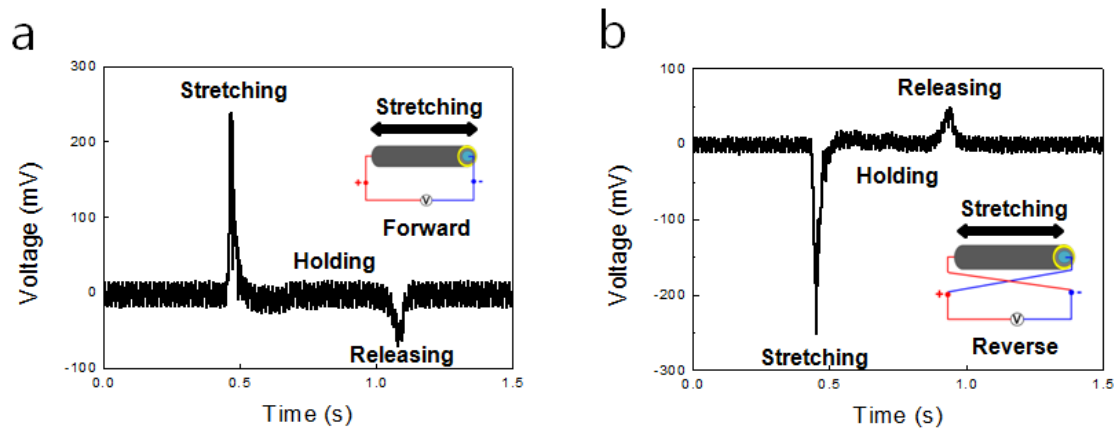 a
Voltage (mV)
300
200
100
0
-100
Stretching
Stretching
+
-
V
Forward
Holding
Releasing
0.0
0.5
1.0
1.5
Time (s)
b
Voltage (mV)
100
0
-100
-200
-300
Releasing
Holding
Stretching
+
-
V
Reverse
Stretching
0.0
0.5
1.0
1.5
Time (s)